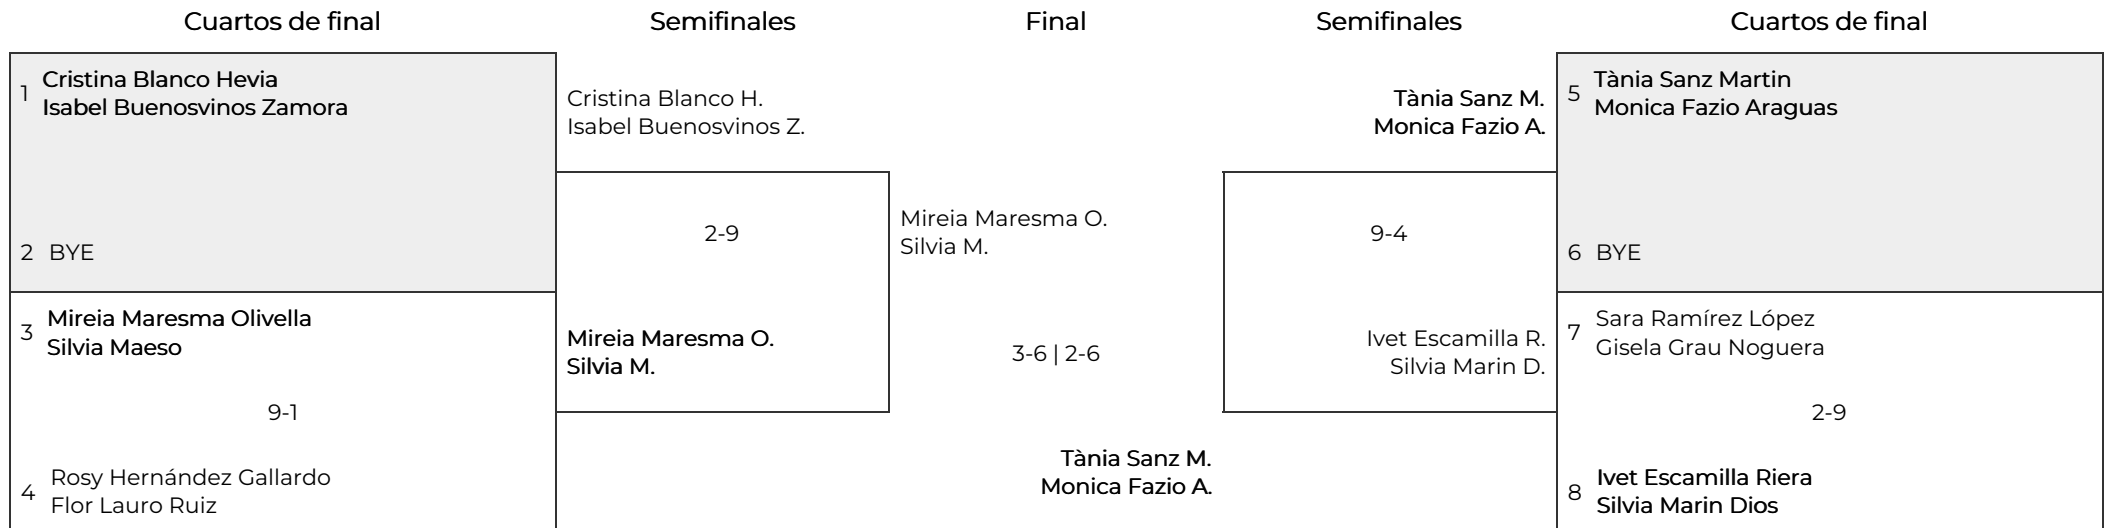 Cuartos de final
Semifinales
Final
Semifinales
Cuartos de final
1
Cristina Blanco Hevia
Isabel Buenosvinos Zamora
2 BYE
3
Mireia Maresma Olivella
Silvia Maeso
9-1
4
Rosy Hernández Gallardo
Flor Lauro Ruiz
Cristina Blanco H.
Isabel Buenosvinos Z.
2-9
Mireia Maresma O.
Silvia M.
Mireia Maresma O.
Silvia M.
3-6 | 2-6
Tània Sanz M.
Monica Fazio A.
Tània Sanz M.
Monica Fazio A.
9-4
Ivet Escamilla R.
Silvia Marin D.
5
Tània Sanz Martin
Monica Fazio Araguas
6 BYE
7
Sara Ramírez López
Gisela Grau Noguera
2-9
8
Ivet Escamilla Riera
Silvia Marin Dios